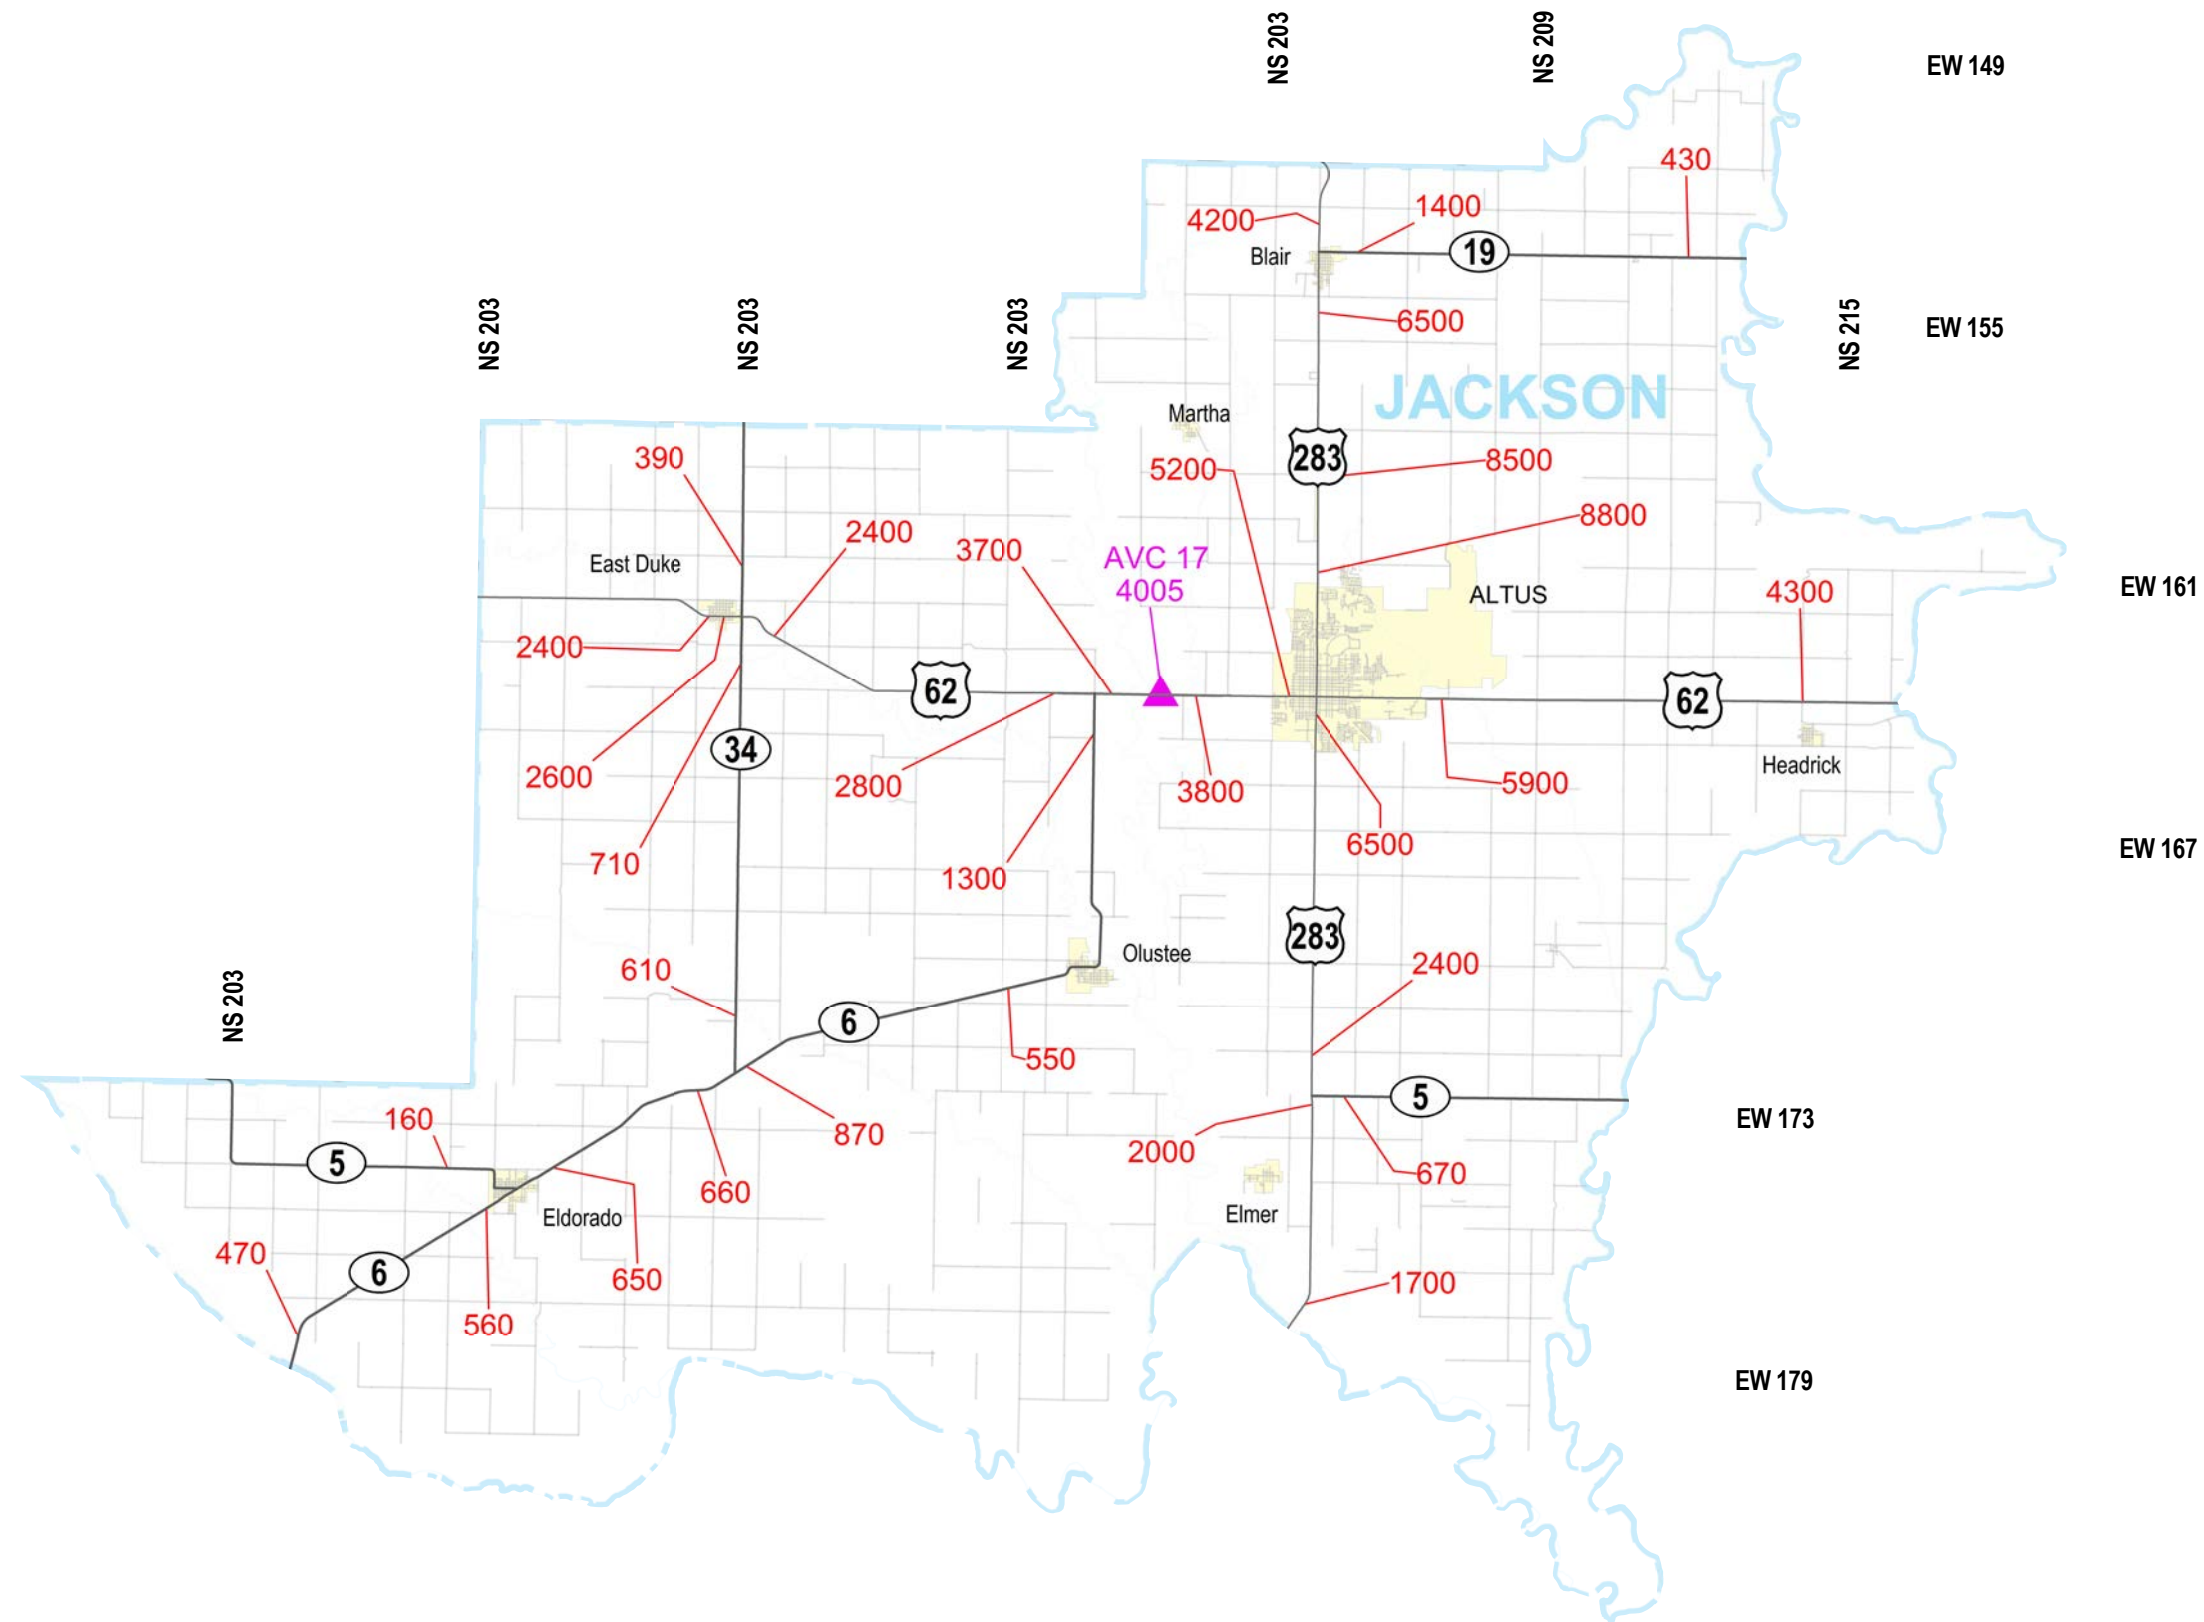 NS 203
NS 209
EW 149
430
4200
1400
Blair
19
NS 203
NS 203
NS 203
6500
NS 215
EW 155
JACKSON
Martha
390
5200
283
8500
8800
2400
3700
AVC 17
4005
East Duke
ALTUS
4300
EW 161
2400
62
62
34
2600
2800
3800
5900
Headrick
710
1300
6500
EW 167
283
Olustee
2400
610
NS 203
6
550
5
160
870
2000
EW 173
5
660
670
Eldorado
Elmer
470
6
650
1700
560
EW 179